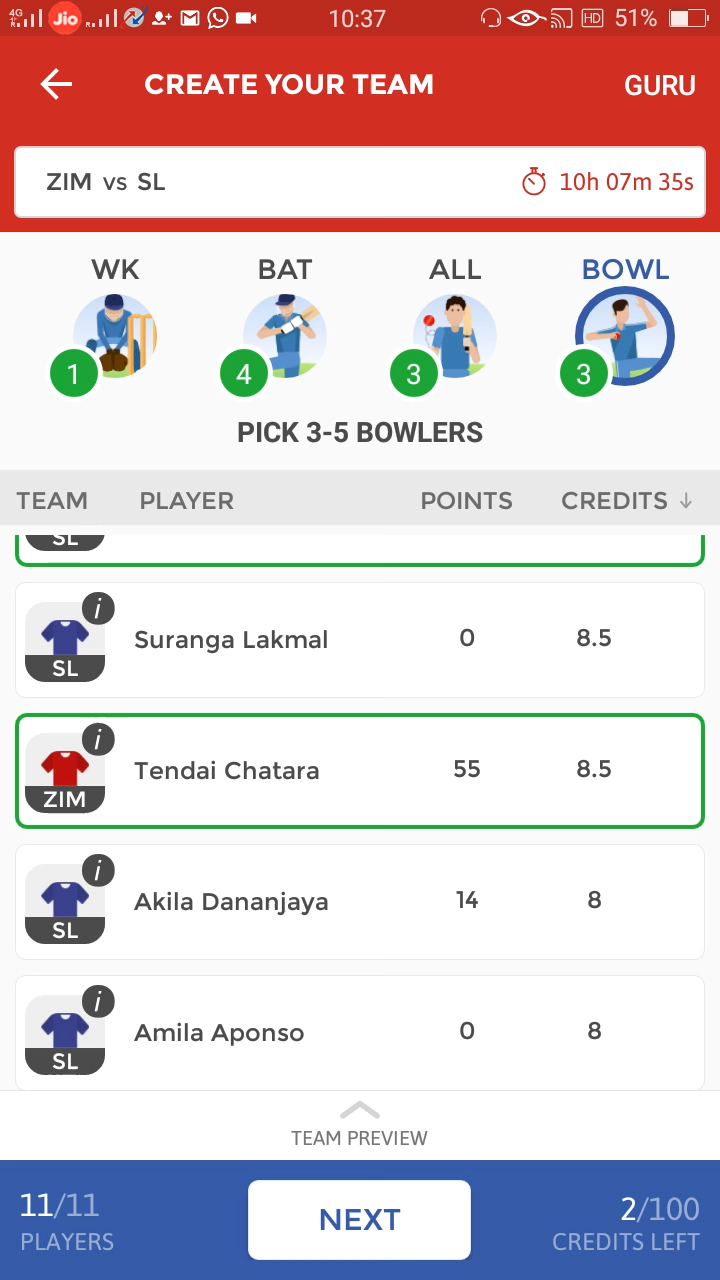 4G R Jio R 10:37 HD 51%
CREATE YOUR TEAM GURU
ZIM vs SL 10h 07m 35s
WK BAT ALL BOWL
1 4 3 3
PICK 3-5 BOWLERS
TEAM PLAYER POINTS CREDITS ↓
SL
i
Suranga Lakmal 0 8.5
SL
i
Tendai Chatara 55 8.5
ZIM
i
Akila Dananjaya 14 8
SL
i
Amila Aponso 0 8
SL
TEAM PREVIEW
11/11 NEXT 2/100
PLAYERS CREDITS LEFT